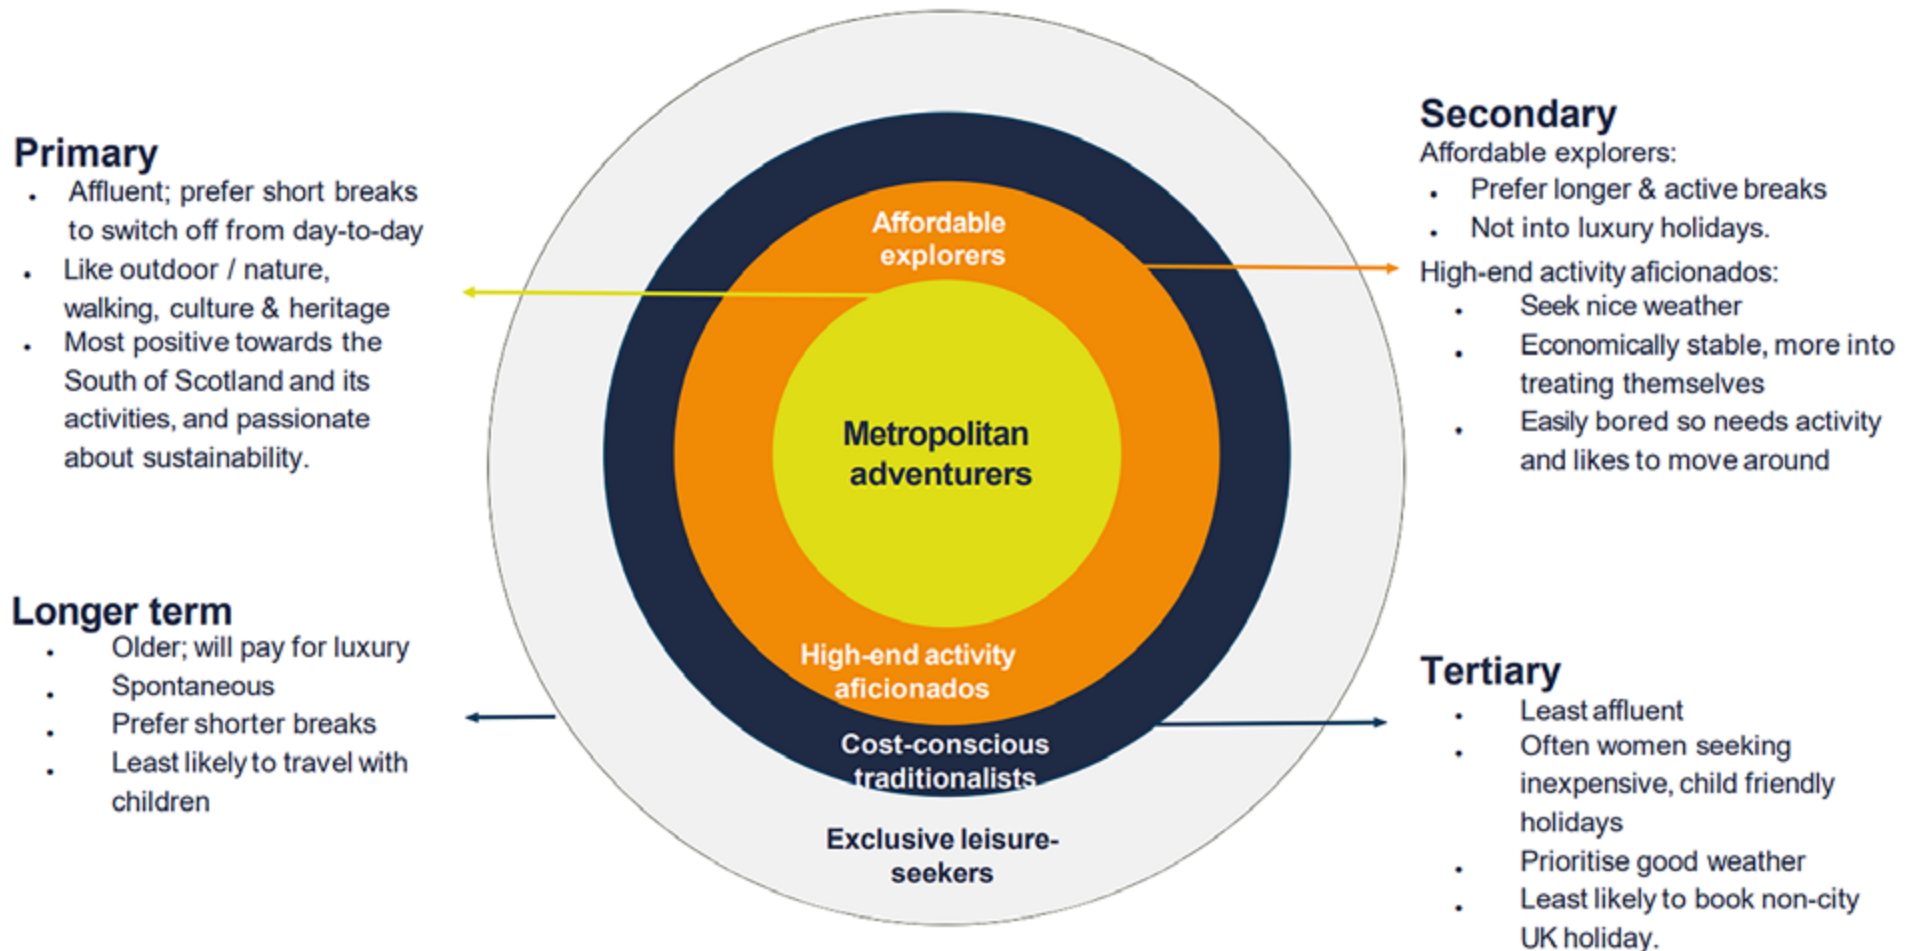 Primary
• Affluent; prefer short breaks
to switch off from day-to-day
• Like outdoor / nature,
walking, culture & heritage
• Most positive towards the
South of Scotland and its
activities, and passionate
about sustainability.
Longer term
• Older; will pay for luxury
• Spontaneous
• Prefer shorter breaks
• Least likely to travel with
children
Affordable
explorers
Metropolitan
adventurers
High-end activity
aficionados
Cost-conscious
traditionalists
Exclusive leisure-
seekers
Secondary
Affordable explorers:
• Prefer longer & active breaks
• Not into luxury holidays.
High-end activity aficionados:
• Seek nice weather
• Economically stable, more into
treating themselves
• Easily bored so needs activity
and likes to move around
Tertiary
• Least affluent
• Often women seeking
inexpensive, child friendly
holidays
• Prioritise good weather
• Least likely to book non-city
UK holiday.